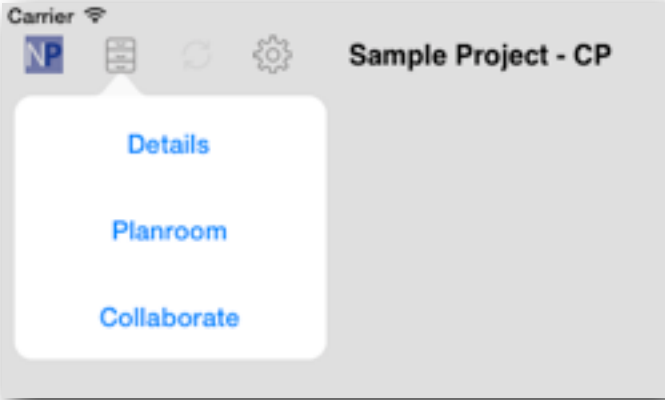 Carrier
NP
Sample Project - CP
Details
Planroom
Collaborate